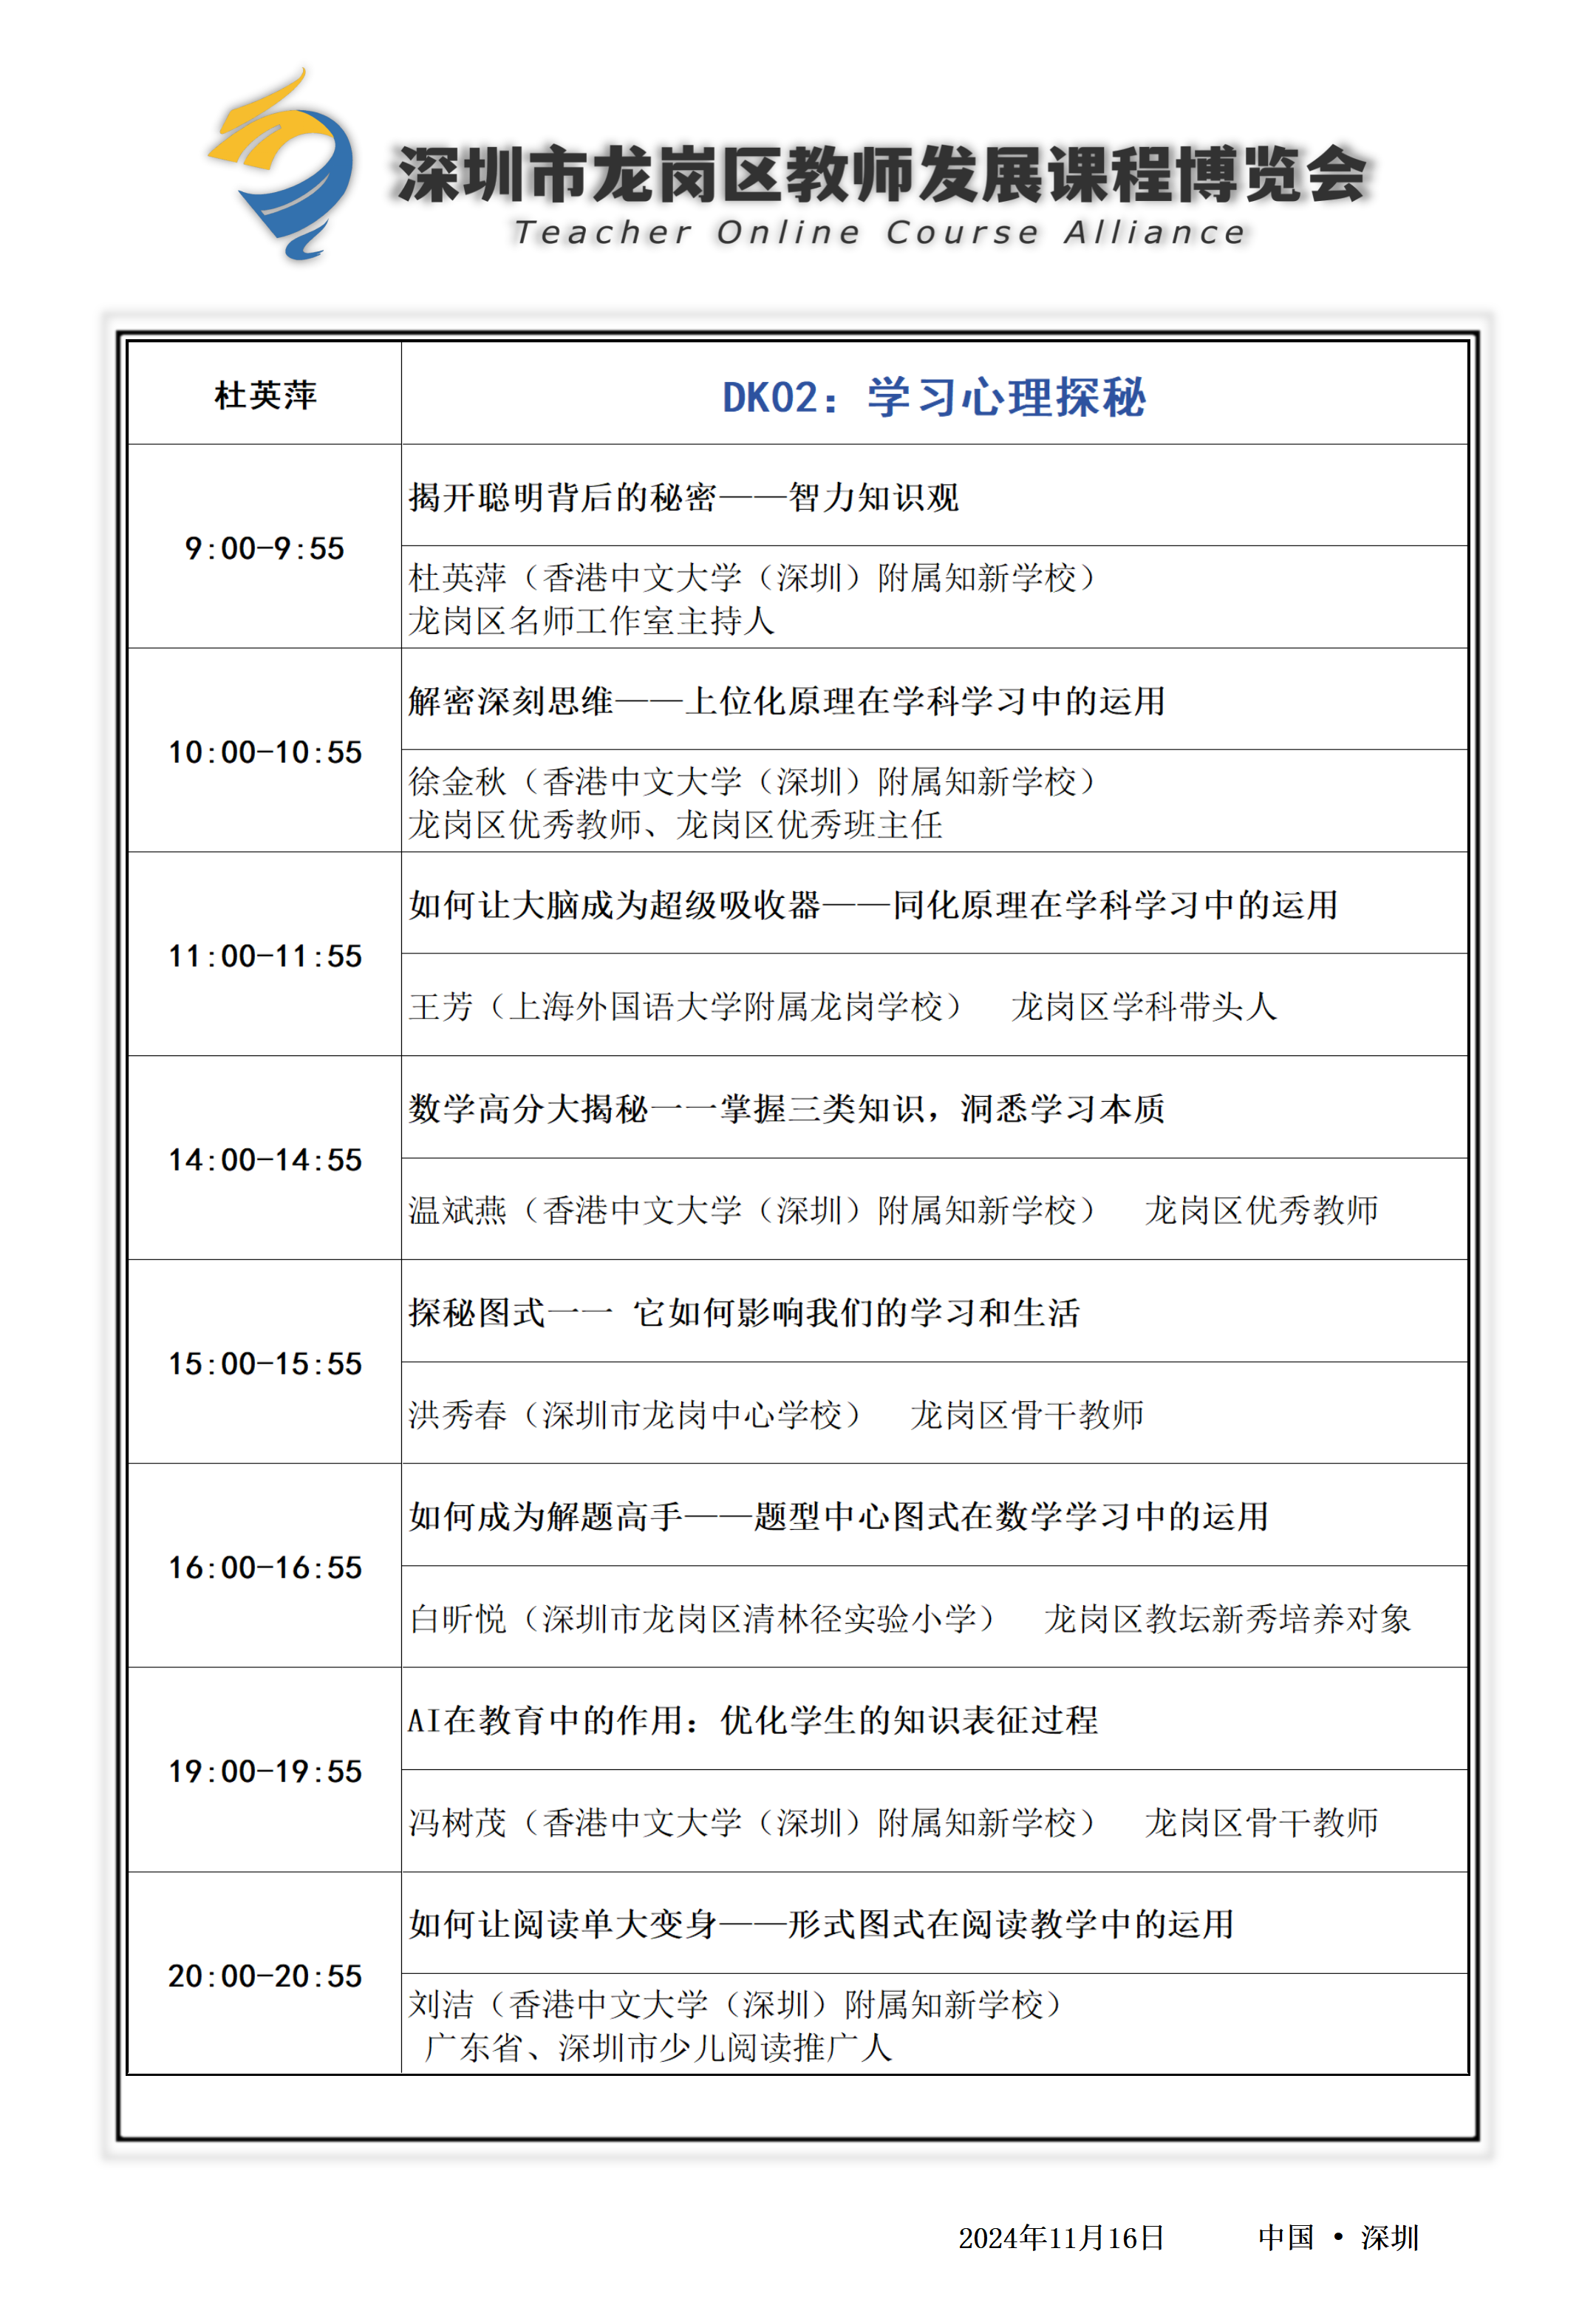 深圳市龙岗区教师发展课程博览会
Teacher Online Course Alliance
杜英萍
DK02：学习心理探秘
9:00-9:55
揭开聪明背后的秘密——智力知识观
杜英萍（香港中文大学（深圳）附属知新学校）
龙岗区名师工作室主持人
10:00-10:55
解密深刻思维——上位化原理在学科学习中的运用
徐金秋（香港中文大学（深圳）附属知新学校）
龙岗区优秀教师、龙岗区优秀班主任
11:00-11:55
如何让大脑成为超级吸收器——同化原理在学科学习中的运用
王芳（上海外国语大学附属龙岗学校）　龙岗区学科带头人
14:00-14:55
数学高分大揭秘一一掌握三类知识，洞悉学习本质
温斌燕（香港中文大学（深圳）附属知新学校）　龙岗区优秀教师
15:00-15:55
探秘图式一一 它如何影响我们的学习和生活
洪秀春（深圳市龙岗中心学校）　龙岗区骨干教师
16:00-16:55
如何成为解题高手——题型中心图式在数学学习中的运用
白昕悦（深圳市龙岗区清林径实验小学）　龙岗区教坛新秀培养对象
19:00-19:55
AI在教育中的作用：优化学生的知识表征过程
冯树茂（香港中文大学（深圳）附属知新学校）　龙岗区骨干教师
20:00-20:55
如何让阅读单大变身——形式图式在阅读教学中的运用
刘洁（香港中文大学（深圳）附属知新学校）
广东省、深圳市少儿阅读推广人
2024年11月16日　　中国 • 深圳